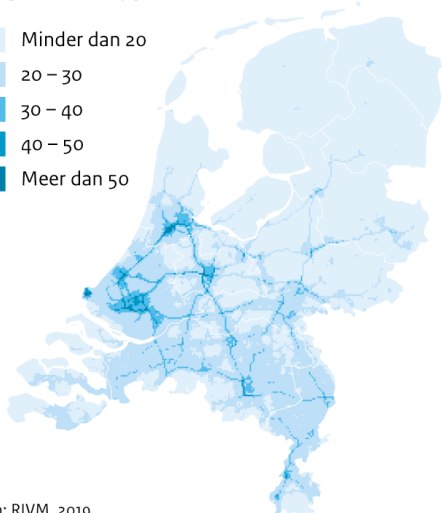 Minder dan 20
20 – 30
30 – 40
40 – 50
Meer dan 50
: RIVM, 2019